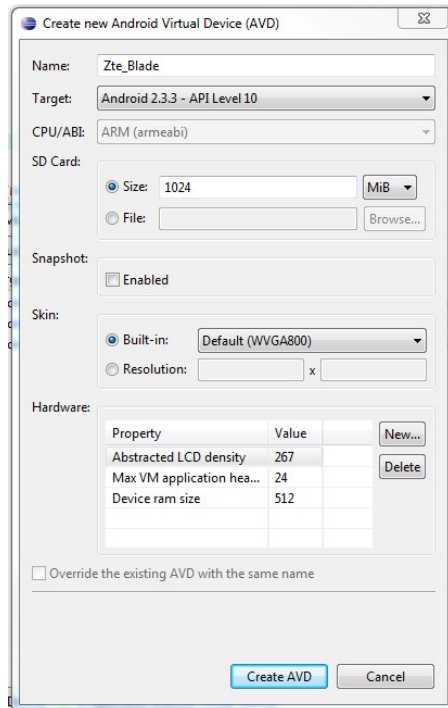 Create new Android Virtual Device (AVD)
Name: Zte_Blade
Target: Android 2.3.3 - API Level 10
CPU/ABI: ARM (armeabi)
SD Card:
Size: 1024 MiB
File: Browse...
Snapshot:
Enabled
Skin:
Built-in: Default (WVGA800)
Resolution: x
Hardware:
Property Value New...
Abstracted LCD density 267
Max VM application hea... 24 Delete
Device ram size 512
Override the existing AVD with the same name
Create AVD Cancel